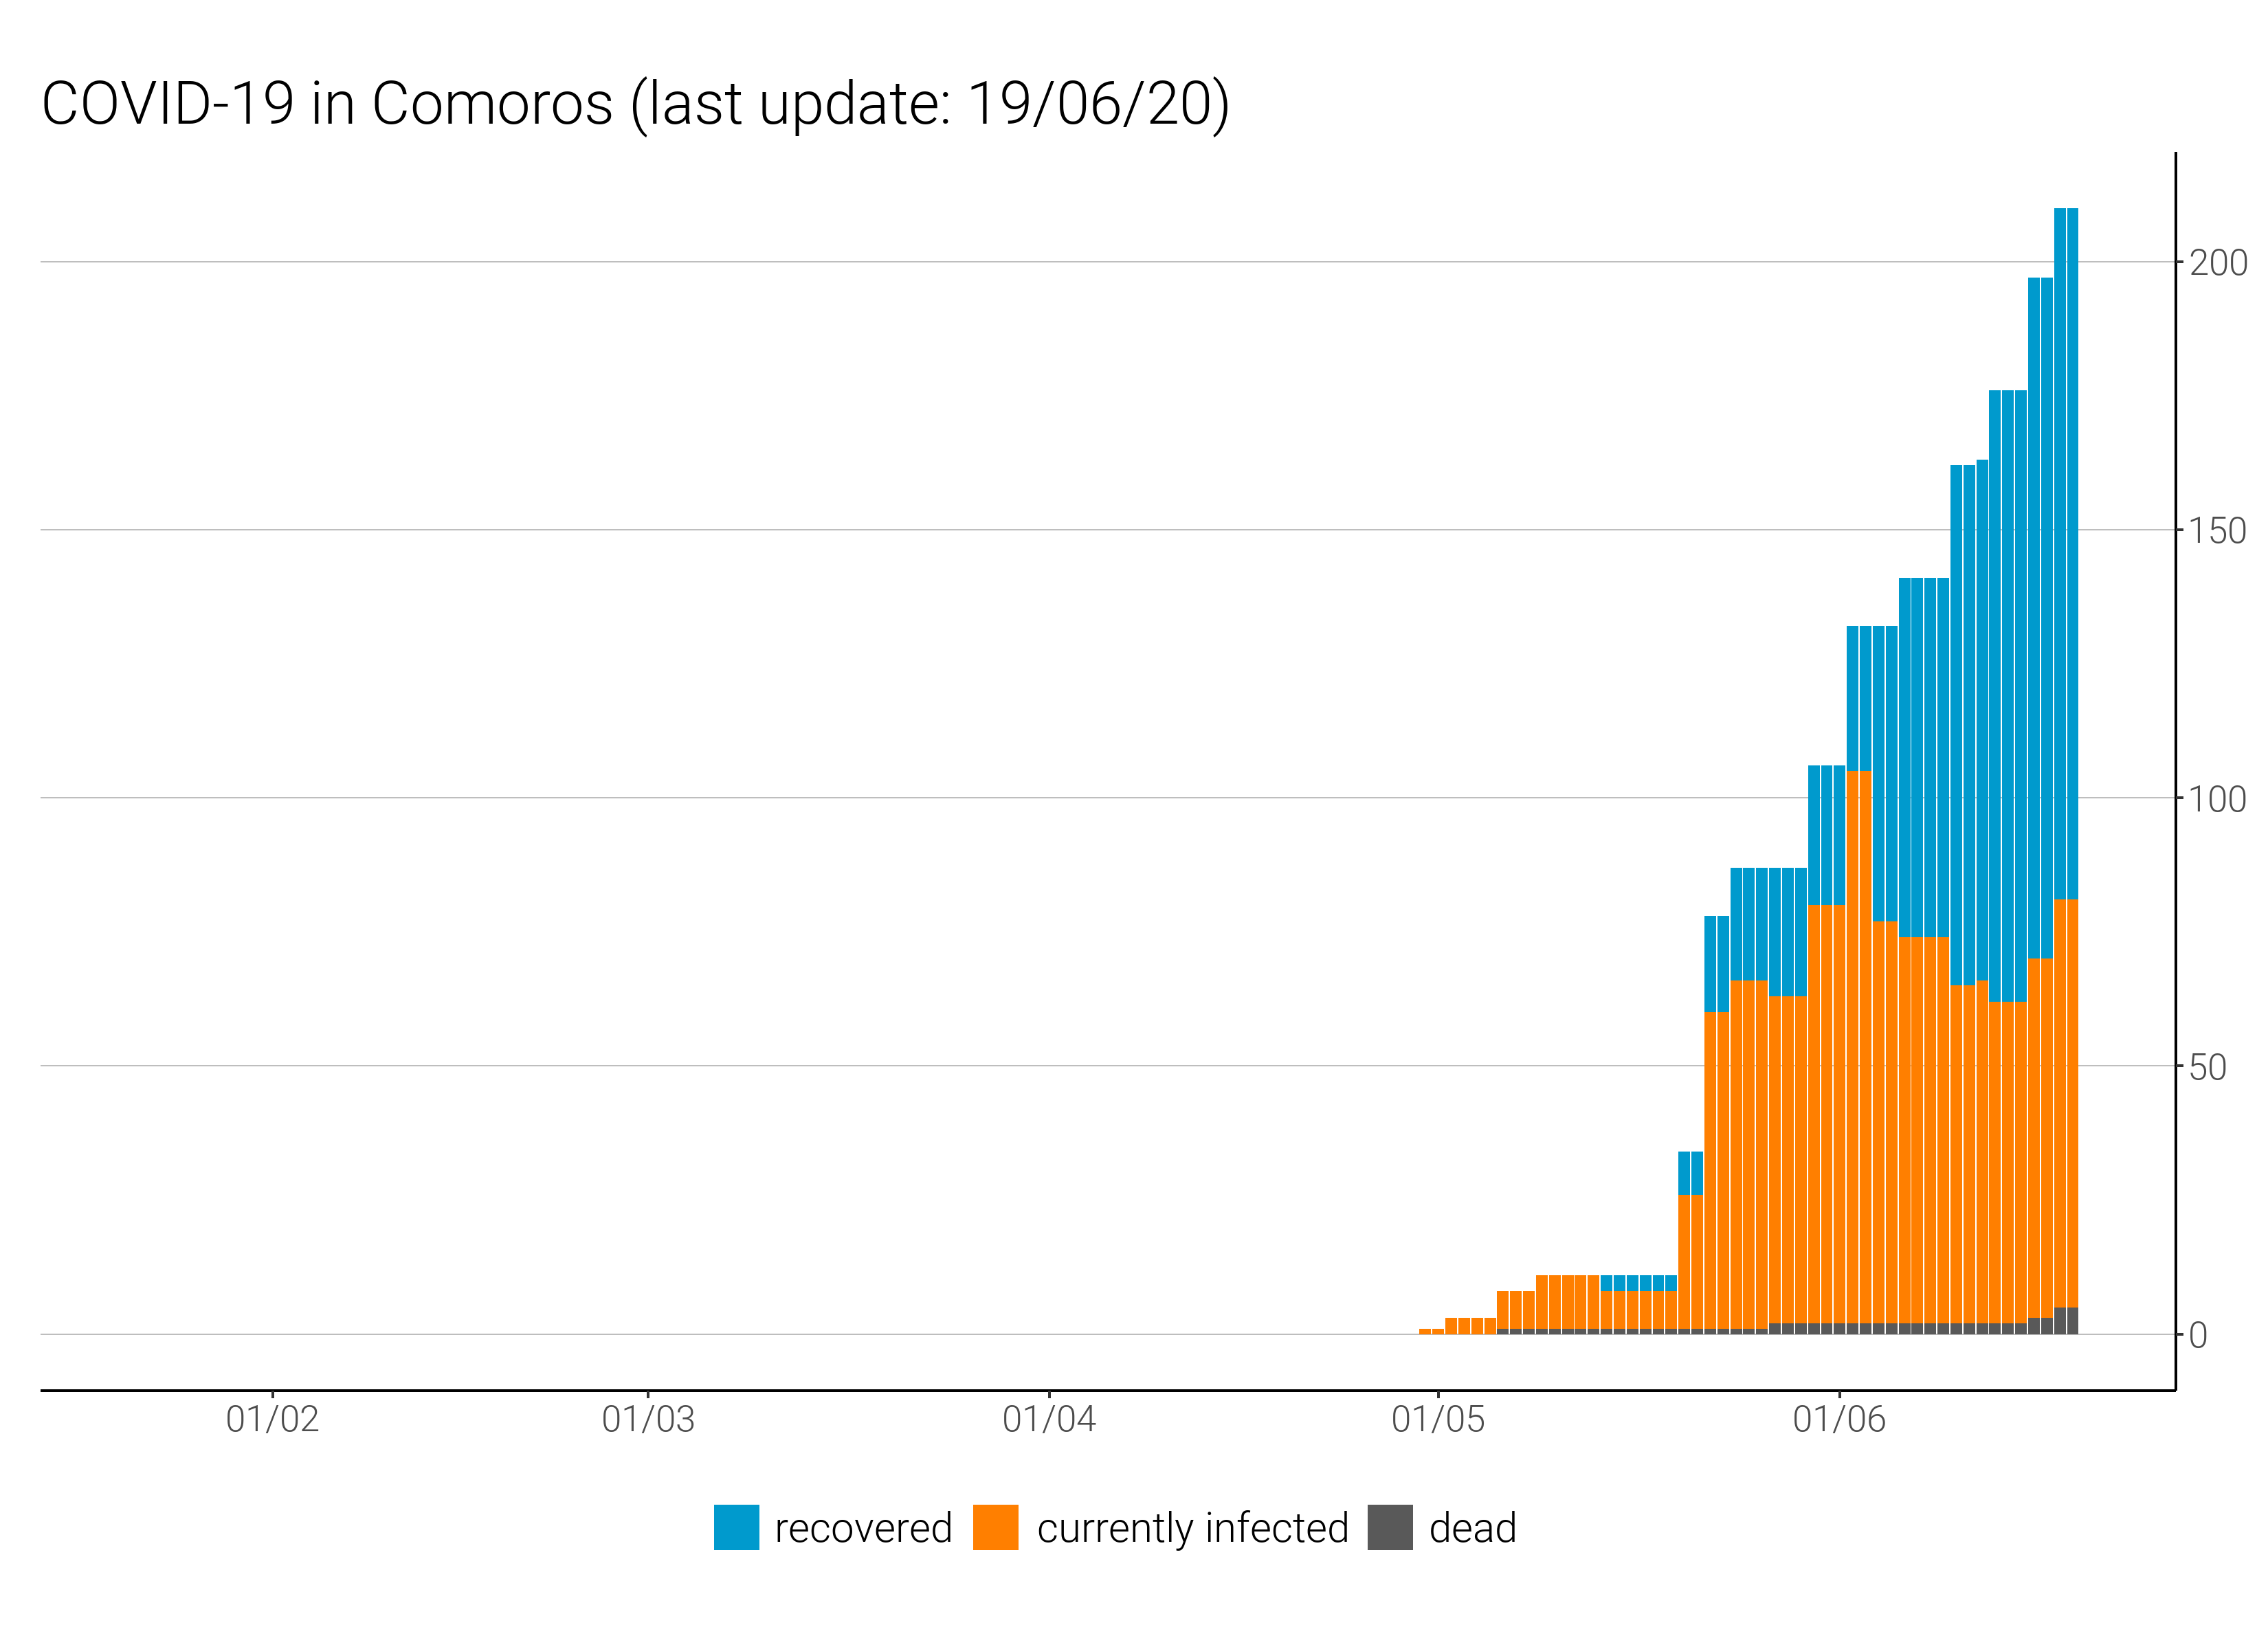 COVID-19 in Comoros (last update: 19/06/20)
200
150
100
50
0
01/02 01/03 01/04 01/05 01/06
recovered currently infected dead